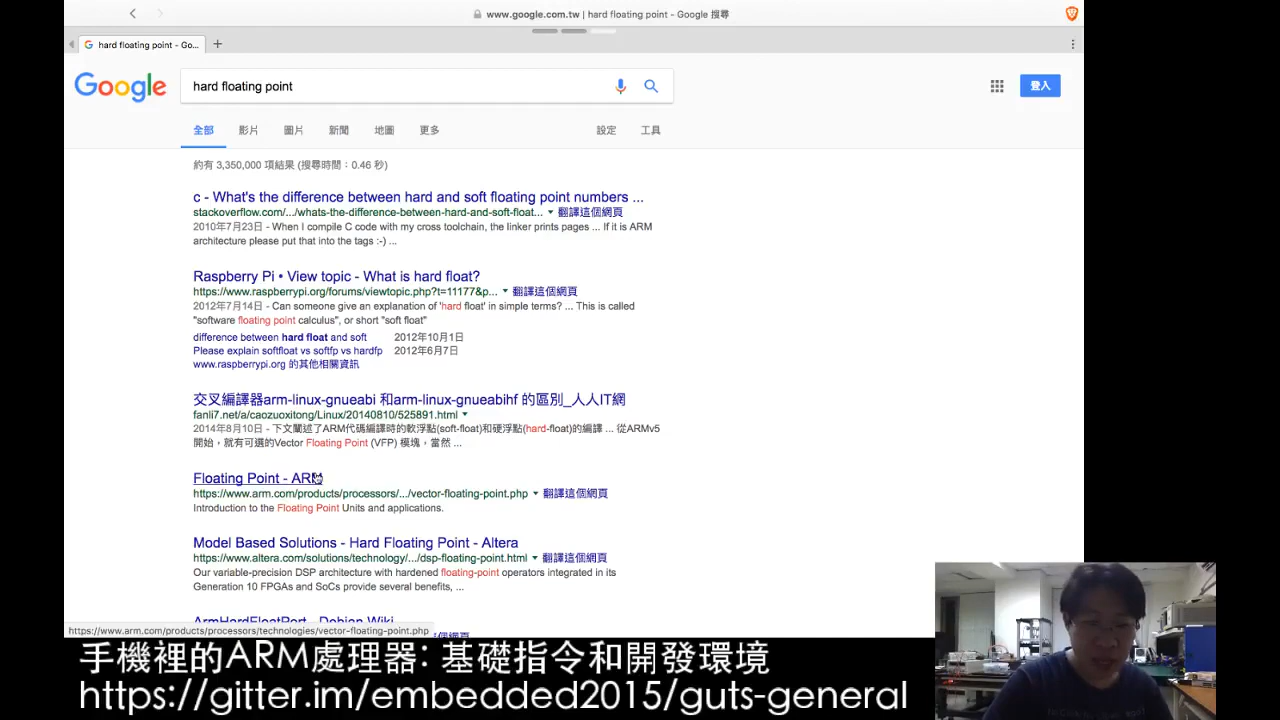 www.google.com.tw | hard floating point - Google 搜尋
hard floating point - Go...
Google
hard floating point
登入
全部 影片 圖片 新聞 地圖 更多 設定 工具
約有 3,350,000 項結果 (搜尋時間：0.46 秒)
c - What's the difference between hard and soft floating point numbers ...
stackoverflow.com/.../whats-the-difference-between-hard-and-soft-float... 翻譯這個網頁
2010年7月23日 - When I compile C code with my cross toolchain, the linker prints pages ... If it is ARM
architecture please put that into the tags :-) ...
Raspberry Pi • View topic - What is hard float?
https://www.raspberrypi.org/forums/viewtopic.php?t=11177&p... 翻譯這個網頁
2012年7月14日 - Can someone give an explanation of 'hard float' in simple terms? ... This is called
"software floating point calculus", or short "soft float"
difference between hard float and soft 2012年10月1日
Please explain softfloat vs softfp vs hardfp 2012年6月7日
www.raspberrypi.org 的其他相關資訊
交叉編譯器arm-linux-gnueabi 和arm-linux-gnueabihf 的區別_人人IT網
fanli7.net/a/caozuoxitong/Linux/20140810/525891.html
2014年8月10日 - 下文闡述了ARM代碼編譯時的軟浮點(soft-float)和硬浮點(hard-float)的編譯 ... 從ARMv5
開始，就有可選的Vector Floating Point (VFP) 模塊，當然 ...
Floating Point - ARM
https://www.arm.com/products/processors/.../vector-floating-point.php 翻譯這個網頁
Introduction to the Floating Point Units and applications.
Model Based Solutions - Hard Floating Point - Altera
https://www.altera.com/solutions/technology/.../dsp-floating-point.html 翻譯這個網頁
Our variable-precision DSP architecture with hardened floating-point operators integrated in its
Generation 10 FPGAs and SoCs provide several benefits, ...
ArmHardFloatPort - Debian Wiki
https://www.arm.com/products/processors/technologies/vector-floating-point.php
手機裡的ARM處理器: 基礎指令和開發環境
https://gitter.im/embedded2015/guts-general